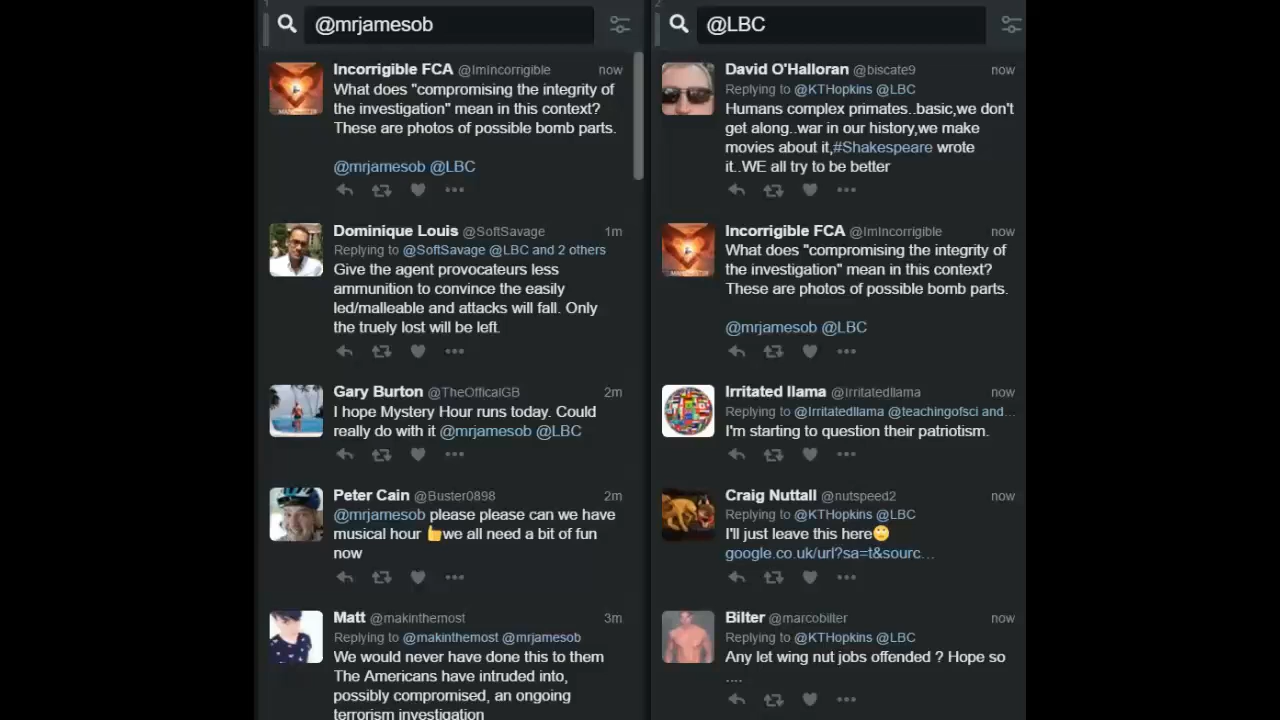 1
@mrjamesob
Incorrigible FCA @ImIncorrigible now
What does "compromising the integrity of
the investigation" mean in this context?
These are photos of possible bomb parts.
@mrjamesob @LBC
Dominique Louis @SoftSavage 1m
Replying to @SoftSavage @LBC and 2 others
Give the agent provocateurs less
ammunition to convince the easily
led/malleable and attacks will fall. Only
the truely lost will be left.
Gary Burton @TheOfficalGB 2m
I hope Mystery Hour runs today. Could
really do with it @mrjamesob @LBC
Peter Cain @Buster0898 2m
@mrjamesob please please can we have
musical hour 👍we all need a bit of fun
now
Matt @makinthemost 3m
Replying to @makinthemost @mrjamesob
We would never have done this to them
The Americans have intruded into,
possibly compromised, an ongoing
terrorism investigation
2
@LBC
David O'Halloran @biscate9 now
Replying to @KTHopkins @LBC
Humans complex primates..basic,we don't
get along..war in our history,we make
movies about it,#Shakespeare wrote
it..WE all try to be better
Incorrigible FCA @ImIncorrigible now
What does "compromising the integrity of
the investigation" mean in this context?
These are photos of possible bomb parts.
@mrjamesob @LBC
Irritated llama @Irritatedllama now
Replying to @Irritatedllama @teachingofsci and...
I'm starting to question their patriotism.
Craig Nuttall @nutspeed2 now
Replying to @KTHopkins @LBC
I'll just leave this here🙄
google.co.uk/url?sa=t&sourc…
Bilter @marcobilter now
Replying to @KTHopkins @LBC
Any let wing nut jobs offended ? Hope so
....